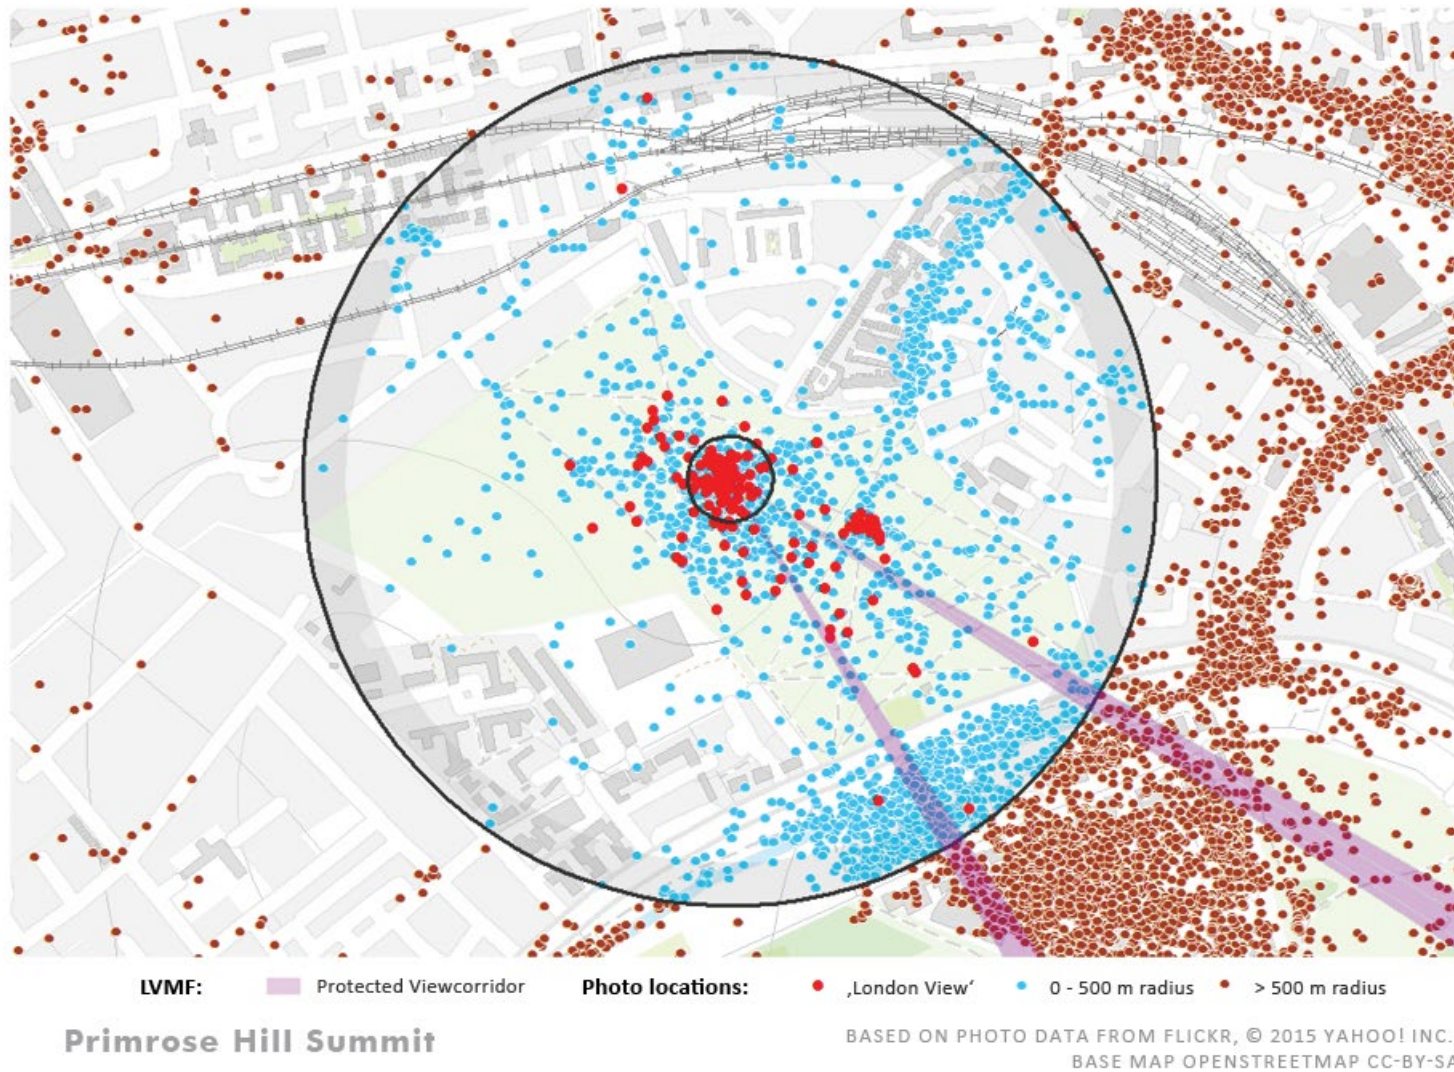 LVMF: Protected Viewcorridor Photo locations: ‚London View‘ 0 - 500 m radius > 500 m radius
Primrose Hill Summit
BASED ON PHOTO DATA FROM FLICKR, © 2015 YAHOO! INC.
BASE MAP OPENSTREETMAP CC-BY-SA